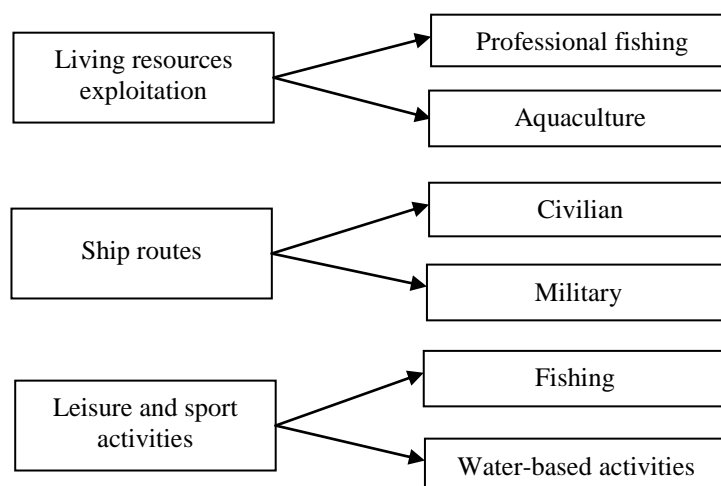 Living resources
exploitation
Professional fishing
Aquaculture
Ship routes
Civilian
Military
Leisure and sport
activities
Fishing
Water-based activities